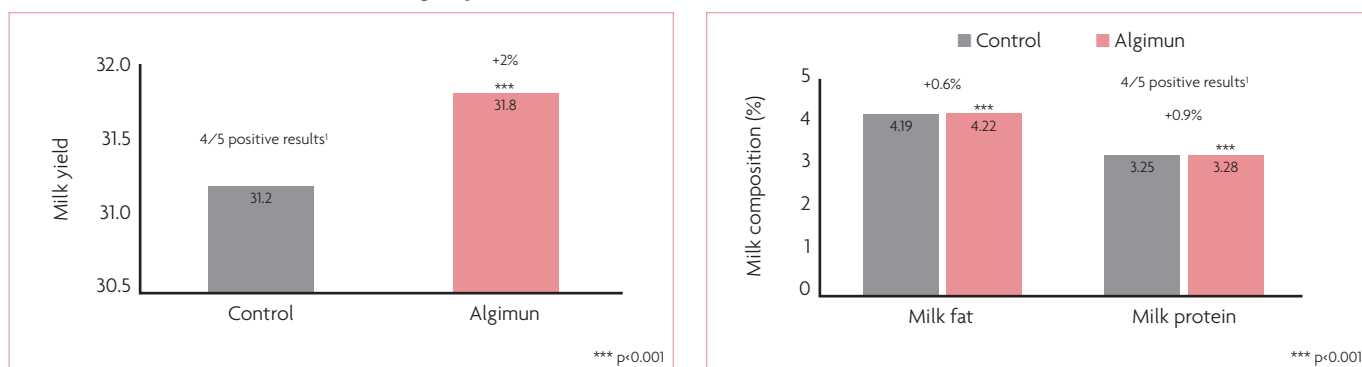 32.0
31.5
31.0
30.5
Milk yield
4/5 positive results¹
31.2
+2%
***
31.8
Control
Algimun
*** p<0.001
Control
Algimun
5
4
3
2
1
0
Milk composition (%)
+0.6%
***
4.19
4.22
4/5 positive results¹
+0.9%
***
3.25
3.28
Milk fat
Milk protein
*** p<0.001